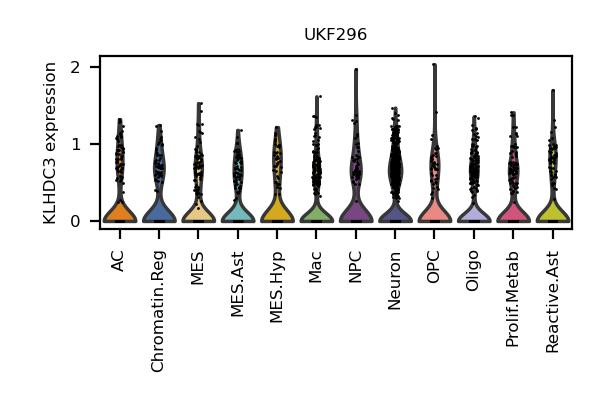 UKF296
KLHDC3 expression
2
1
0
AC
Chromatin.Reg
MES
MES.Ast
MES.Hyp
Mac
NPC
Neuron
OPC
Oligo
Prolif.Metab
Reactive.Ast